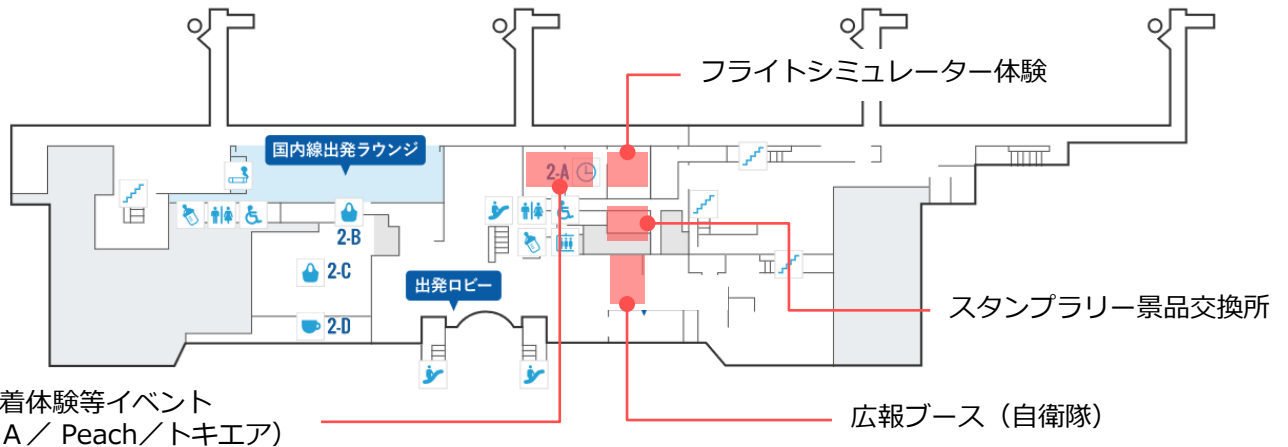 フライトシミュレーター体験
国内線出発ラウンジ
2-A
2-B
2-C
出発ロビー
2-D
スタンプラリー景品交換所
着体験等イベント
A／ Peach／トキエア）
広報ブース（自衛隊）